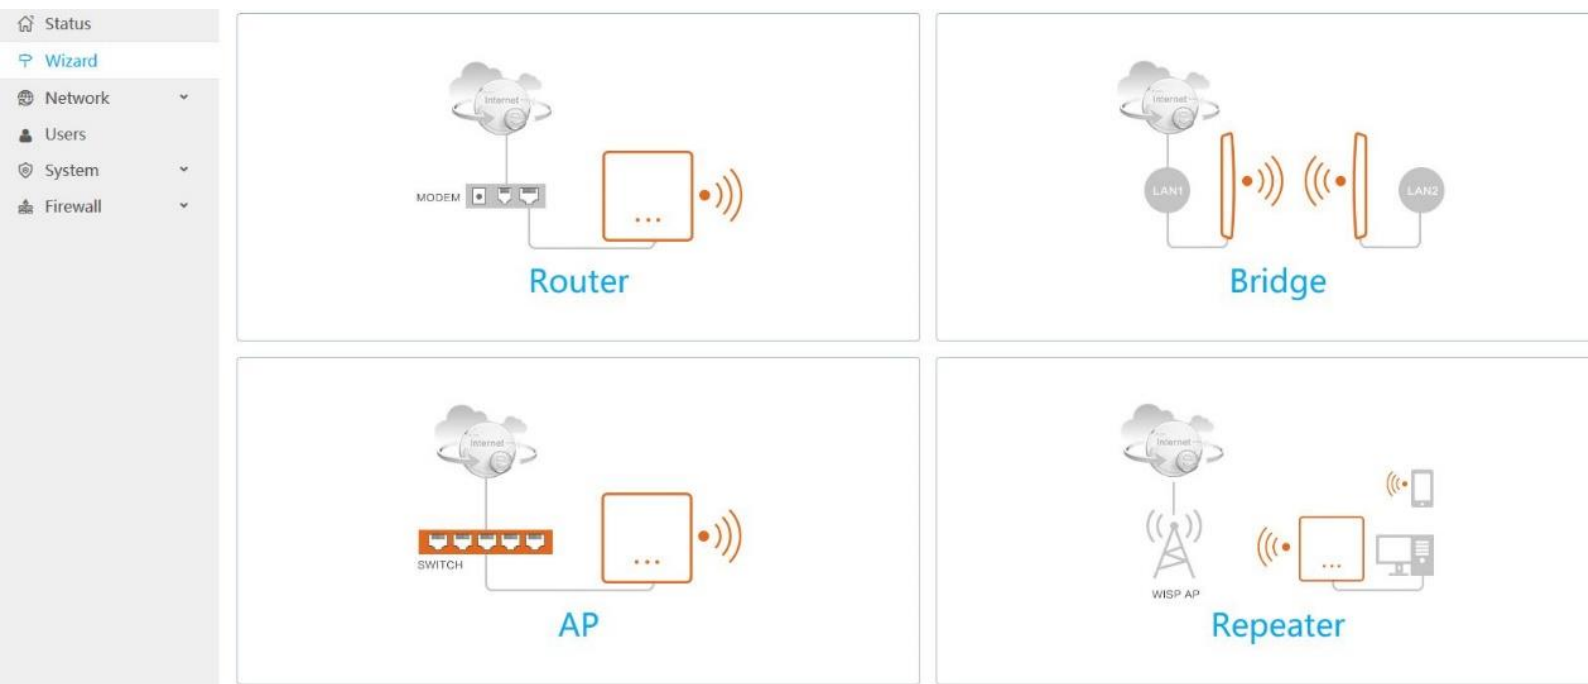 Status
Wizard
Network
Users
System
Firewall
Internet
MODEM
Router
Internet
LAN1
LAN2
Bridge
Internet
SWITCH
AP
Internet
WISP AP
Repeater